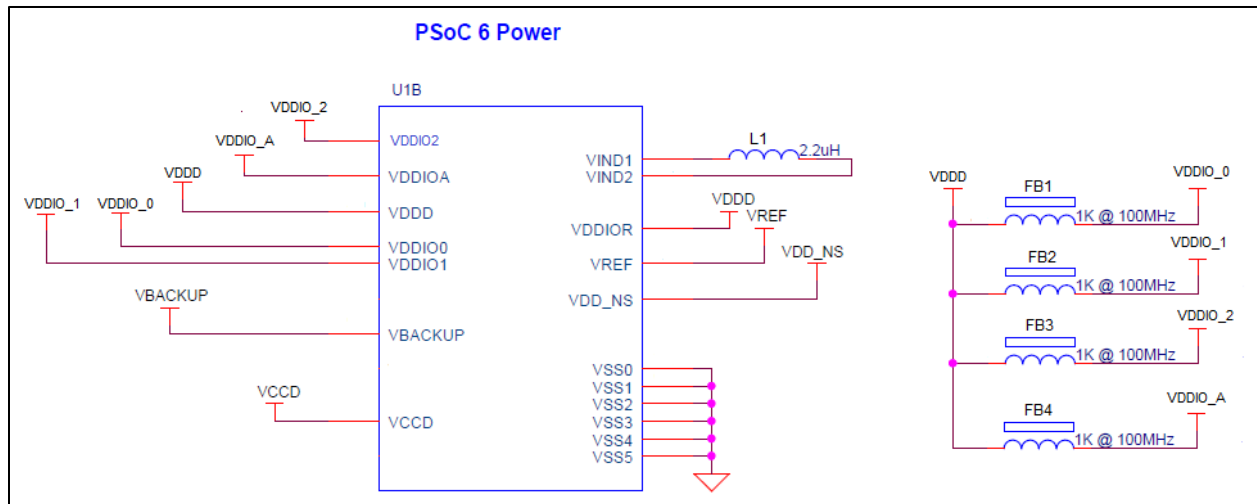 PSoC 6 Power
U1B
VDDIO_2
VDDIO_A
VDDD
VDDIO_1
VDDIO_0
VBACKUP
VCCD
VDDIO2
VDDIOA
VDDD
VDDIO0
VDDIO1
VBACKUP
VCCD
VIND1
VIND2
VDDIOR
VREF
VDD_NS
VSS0
VSS1
VSS2
VSS3
VSS4
VSS5
L1
2.2uH
VDDD
VREF
VDD_NS
VDDD
FB1
1K @ 100MHz
VDDIO_0
FB2
1K @ 100MHz
VDDIO_1
FB3
1K @ 100MHz
VDDIO_2
FB4
1K @ 100MHz
VDDIO_A